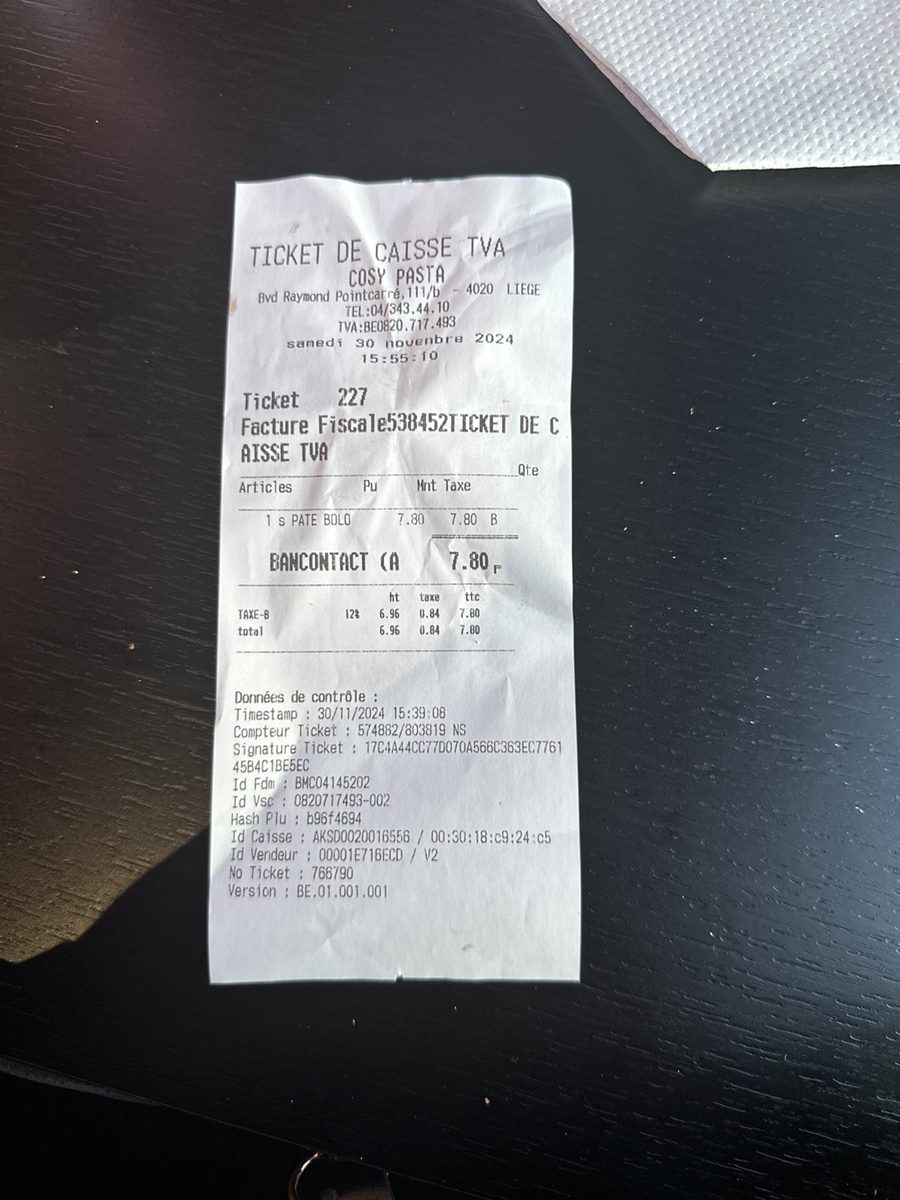 TICKET DE CAISSE TVA
COSY PASTA
Bvd Raymond Pointcarré,111/b - 4020 LIEGE
TEL:04/343.44.10
TVA:BE0820.717.493
samedi 30 novenbre 2024
15:55:10
Ticket 227
Facture Fiscale538452TICKET DE C
AISSE TVA
Qte
Articles Pu Mnt Taxe
1 s PATE BOLO 7.80 7.80 B
BANCONTACT (A 7.80 F
ht taxe ttc
TAXE-B 12% 6.96 0.84 7.80
total 6.96 0.84 7.80
Données de contrôle :
Timestamp : 30/11/2024 15:39:08
Compteur Ticket : 574882/803819 NS
Signature Ticket : 17C4A44CC77D070A566C363EC7761
45B4C1BE5EC
Id Fdm : BMC04145202
Id Vsc : 0820717493-002
Hash Plu : b96f4694
Id Caisse : AKSD0020016556 / 00:30:18:c9:24:c5
Id Vendeur : 00001E716ECD / V2
No Ticket : 766790
Version : BE.01.001.001